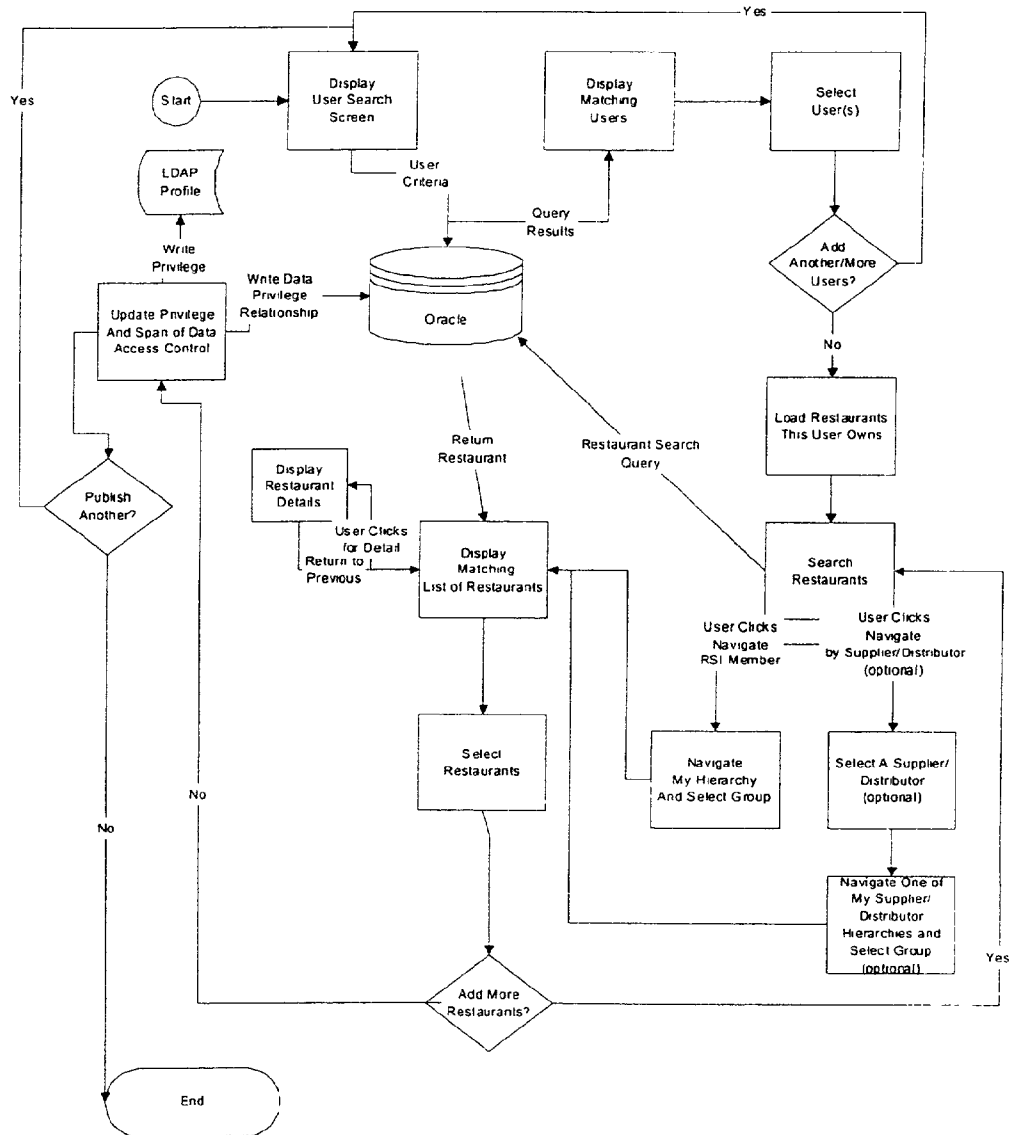 Yes
Yes
Start
Display
User Search
Screen
Display
Matching
Users
Select
User(s)
LDAP
Profile
User
Criteria
Query
Results
Write
Privilege
Add
Another/More
Users?
Write Data
Privilege
Relationship
Update Privilege
And Span of Data
Access Control
Oracle
No
Load Restaurants
This User Owns
Return
Restaurant
Restaurant Search
Query
Display
Restaurant
Details
Publish
Another?
User Clicks
for Detail
Return to
Previous
Display
Matching
List of Restaurants
Search
Restaurants
User Clicks
Navigate
RSI Member
User Clicks
Navigate
by Supplier/Distributor
(optional)
Select
Restaurants
Navigate
My Hierarchy
And Select Group
Select A Supplier/
Distributor
(optional)
No
No
Navigate One of
My Supplier/
Distributor
Hierarchies and
Select Group
(optional)
Yes
Add More
Restaurants?
End